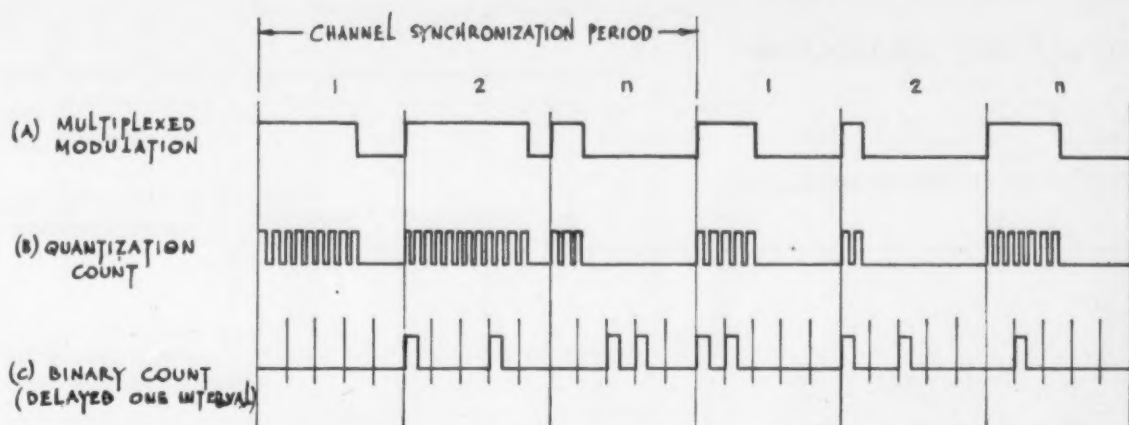 CHANNEL SYNCHRONIZATION PERIOD
1 2 n 1 2 n
(A) MULTIPLEXED
MODULATION
(B) QUANTIZATION
COUNT
(C) BINARY COUNT
(DELAYED ONE INTERVAL)